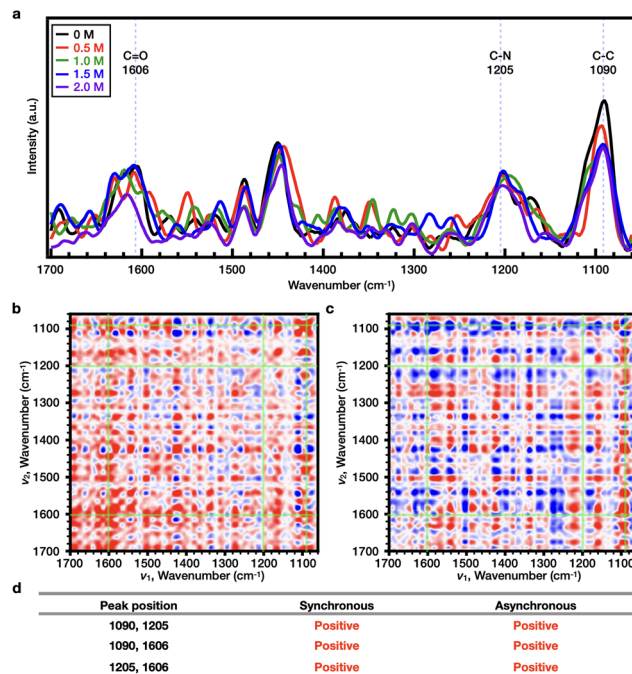 a
0 M
0.5 M
1.0 M
1.5 M
2.0 M
C=O
1606
C-N
1205
C-C
1090
Intensity (a.u.)
1700 1600 1500 1400 1300 1200 1100
Wavenumber (cm⁻¹)
b
1100
1200
1300
1400
1500
1600
1700
ν₂, Wavenumber (cm⁻¹)
1700 1600 1500 1400 1300 1200 1100
ν₁, Wavenumber (cm⁻¹)
c
1100
1200
1300
1400
1500
1600
1700
ν₂, Wavenumber (cm⁻¹)
1700 1600 1500 1400 1300 1200 1100
ν₁, Wavenumber (cm⁻¹)
d
Peak position Synchronous Asynchronous
1090, 1205 Positive Positive
1090, 1606 Positive Positive
1205, 1606 Positive Positive